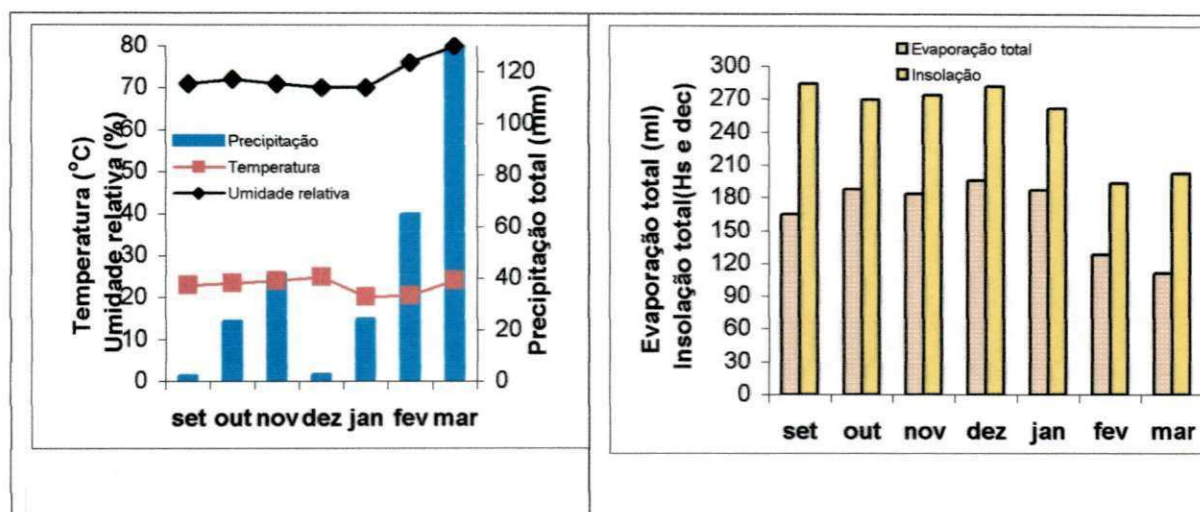 80
70
60
50
40
30
20
10
0
Temperatura (°C)
Umidade relativa (%)
Precipitação
Temperatura
Umidade relativa
120
100
80
60
40
20
0
Precipitação total (mm)
set out nov dez jan fev mar
Evaporação total
Insolação
300
270
240
210
180
150
120
90
60
30
0
Evaporação total (ml)
Insolação total(Hs e dec)
set out nov dez jan fev mar